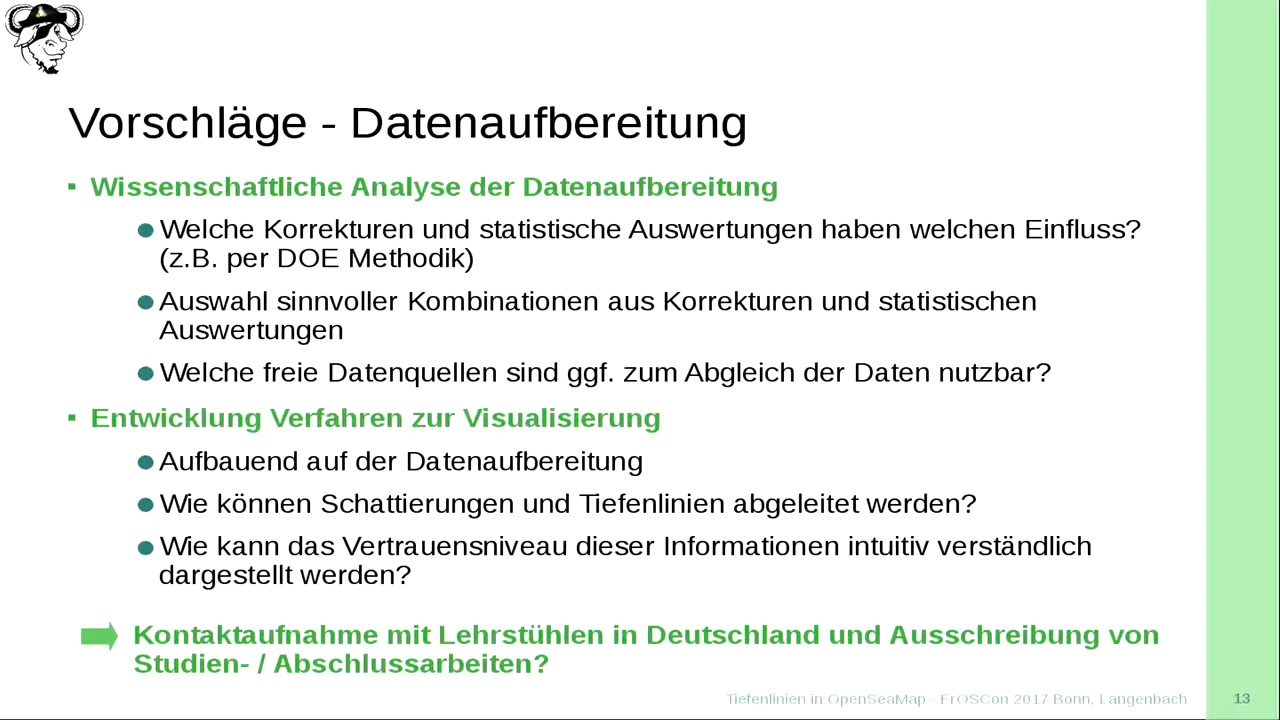 Vorschläge - Datenaufbereitung
Wissenschaftliche Analyse der Datenaufbereitung
Welche Korrekturen und statistische Auswertungen haben welchen Einfluss?
(z.B. per DOE Methodik)
Auswahl sinnvoller Kombinationen aus Korrekturen und statistischen
Auswertungen
Welche freie Datenquellen sind ggf. zum Abgleich der Daten nutzbar?
Entwicklung Verfahren zur Visualisierung
Aufbauend auf der Datenaufbereitung
Wie können Schattierungen und Tiefenlinien abgeleitet werden?
Wie kann das Vertrauensniveau dieser Informationen intuitiv verständlich
dargestellt werden?
Kontaktaufnahme mit Lehrstühlen in Deutschland und Ausschreibung von
Studien- / Abschlussarbeiten?
Tiefenlinien in OpenSeaMap - FrOSCon 2017 Bonn, Langenbach 13